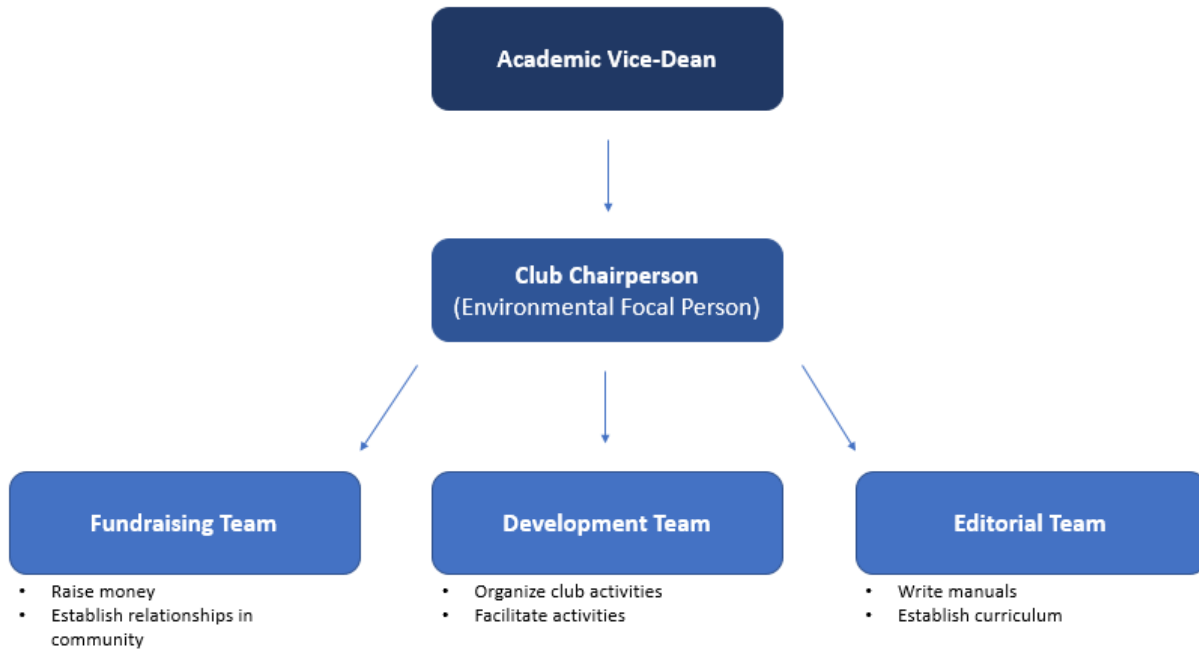 Academic Vice-Dean
Club Chairperson
(Environmental Focal Person)
Fundraising Team
• Raise money
• Establish relationships in
community
Development Team
• Organize club activities
• Facilitate activities
Editorial Team
• Write manuals
• Establish curriculum